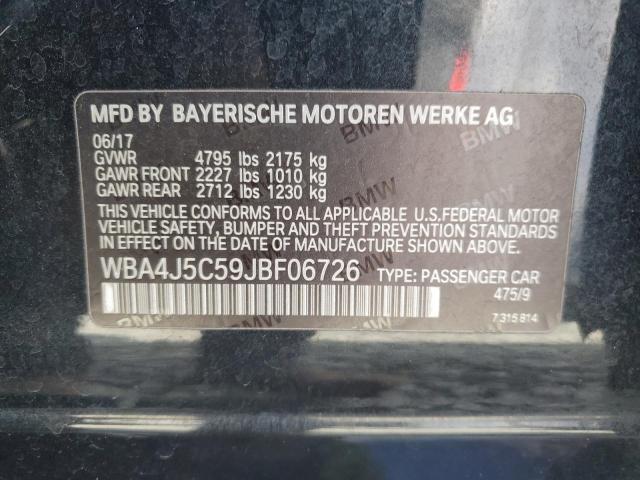 MFD BY BAYERISCHE MOTOREN WERKE AG
06/17
GVWR 4795 lbs 2175 kg
GAWR FRONT 2227 lbs 1010 kg
GAWR REAR 2712 lbs 1230 kg
THIS VEHICLE CONFORMS TO ALL APPLICABLE U.S.FEDERAL MOTOR
VEHICLE SAFETY, BUMPER AND THEFT PREVENTION STANDARDS
IN EFFECT ON THE DATE OF MANUFACTURE SHOWN ABOVE.
WBA4J5C59JBF06726 TYPE: PASSENGER CAR
475/9
7 315 814